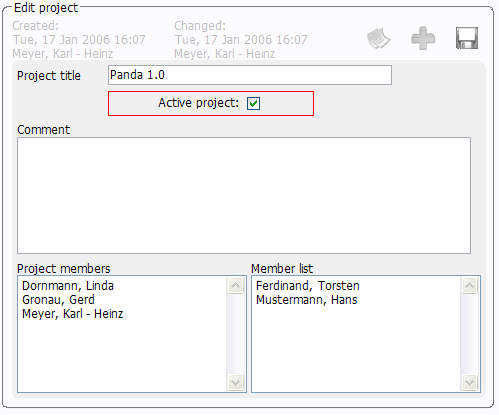 Edit project
Created:
Tue, 17 Jan 2006 16:07
Meyer, Karl - Heinz
Changed:
Tue, 17 Jan 2006 16:07
Meyer, Karl - Heinz
Project title
Panda 1.0
Active project:
Comment
Project members
Dornmann, Linda
Gronau, Gerd
Meyer, Karl - Heinz
Member list
Ferdinand, Torsten
Mustermann, Hans